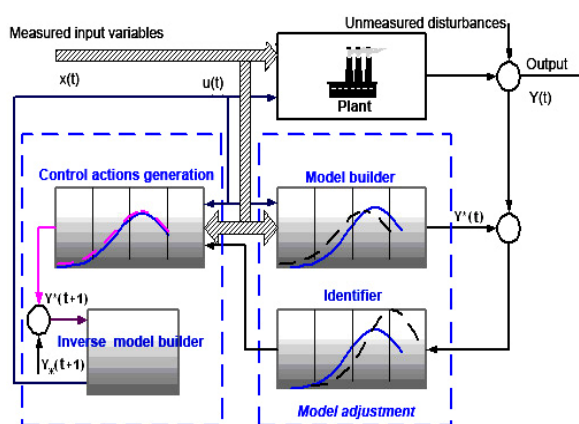 Unmeasured disturbances
Measured input variables
Output
x(t)
u(t)
Plant
Y(t)
Control actions generation
Model builder
Y*(t)
Identifier
Y*(t+1)
Inverse model builder
Y*(t+1)
Model adjustment